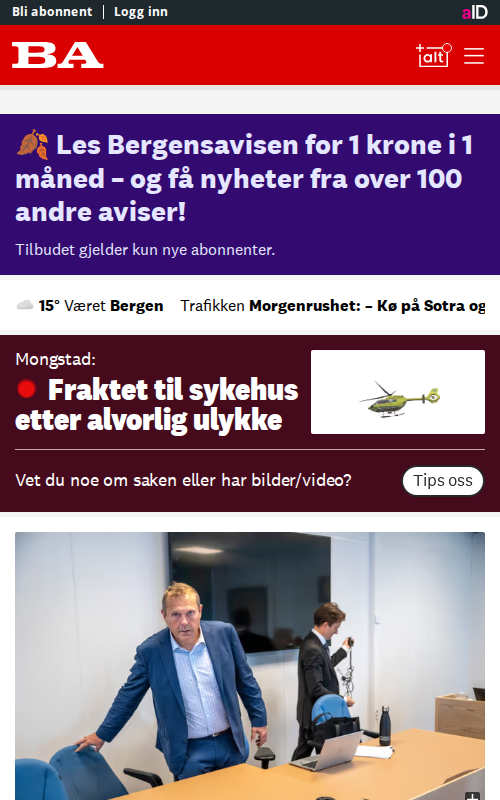 Bli abonnent
Logg inn
aID
BA
alt
🍂 Les Bergensavisen for 1 krone i 1
måned – og få nyheter fra over 100
andre aviser!
Tilbudet gjelder kun nye abonnenter.
15° Været Bergen
Trafikken Morgenrushet: – Kø på Sotra og
Mongstad:
Fraktet til sykehus
etter alvorlig ulykke
Vet du noe om saken eller har bilder/video?
Tips oss